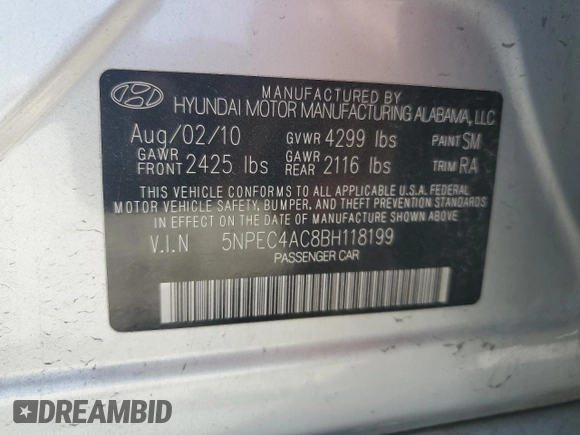 MANUFACTURED BY
HYUNDAI MOTOR MANUFACTURING ALABAMA, LLC
Aug/02/10 GVWR 4299 lbs PAINT SM
GAWR FRONT 2425 lbs GAWR REAR 2116 lbs TRIM RA
THIS VEHICLE CONFORMS TO ALL APPLICABLE U.S.A. FEDERAL
MOTOR VEHICLE SAFETY, BUMPER, AND THEFT PREVENTION STANDARDS
IN EFFECT ON THE DATE OF MANUFACTURE SHOWN ABOVE.
V.I.N 5NPEC4AC8BH118199
PASSENGER CAR
DREAMBID